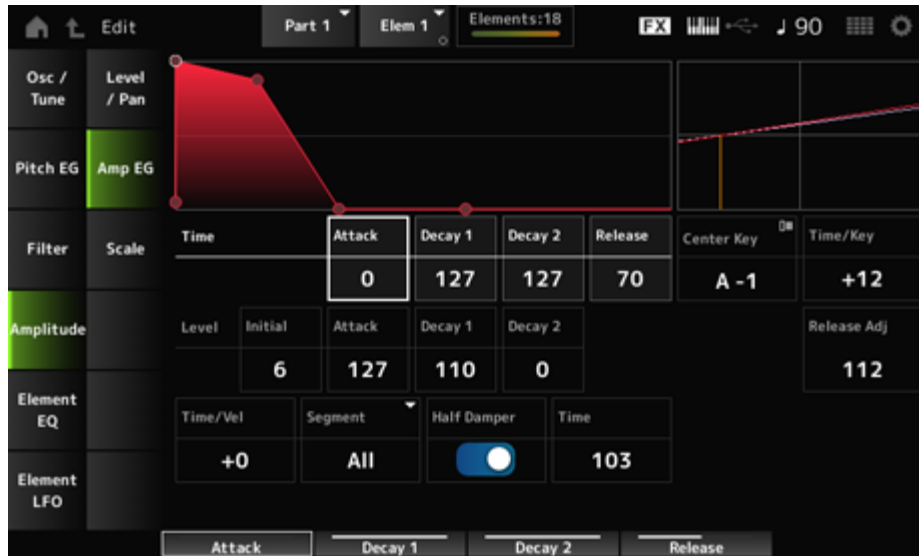 Edit Part 1 Elem 1 Elements:18 FX ♩ 90
Osc / Tune
Level / Pan
Pitch EG
Amp EG
Filter
Scale
Amplitude
Element EQ
Element LFO
Time Attack Decay 1 Decay 2 Release Center Key Time/Key
0 127 127 70 A -1 +12
Level Initial Attack Decay 1 Decay 2 Release Adj
6 127 110 0 112
Time/Vel Segment Half Damper Time
+0 All 103
Attack Decay 1 Decay 2 Release